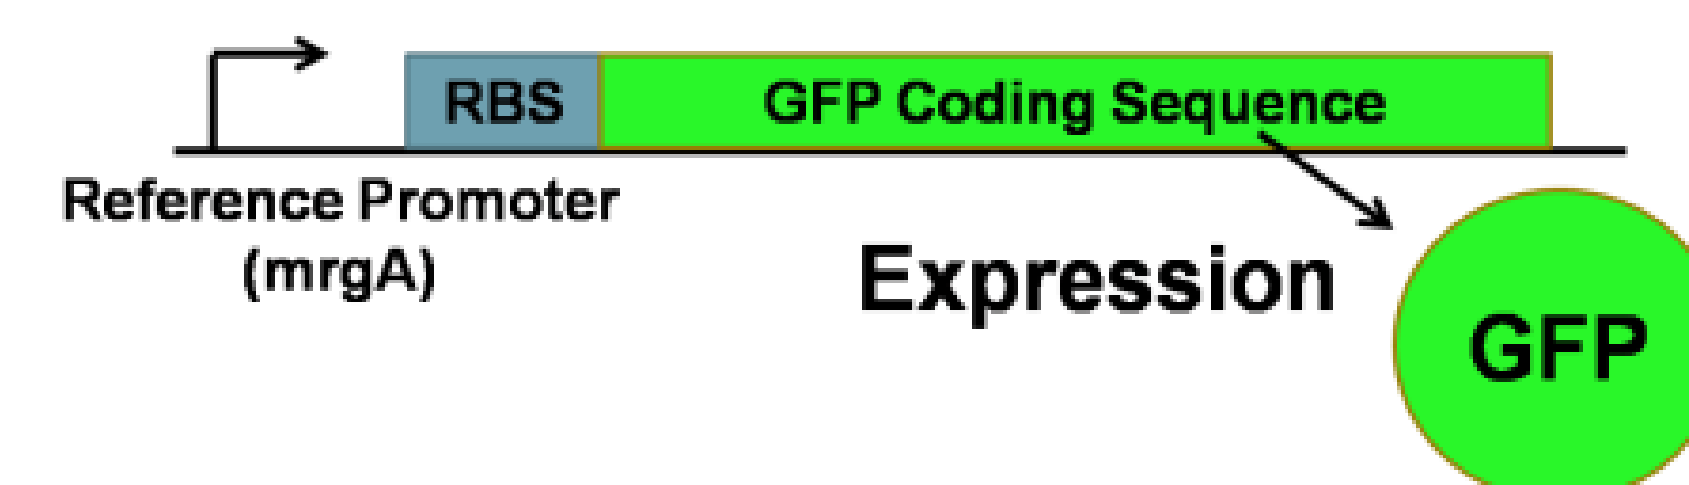 RBS
GFP Coding Sequence
Reference Promoter
(mrgA)
Expression
GFP